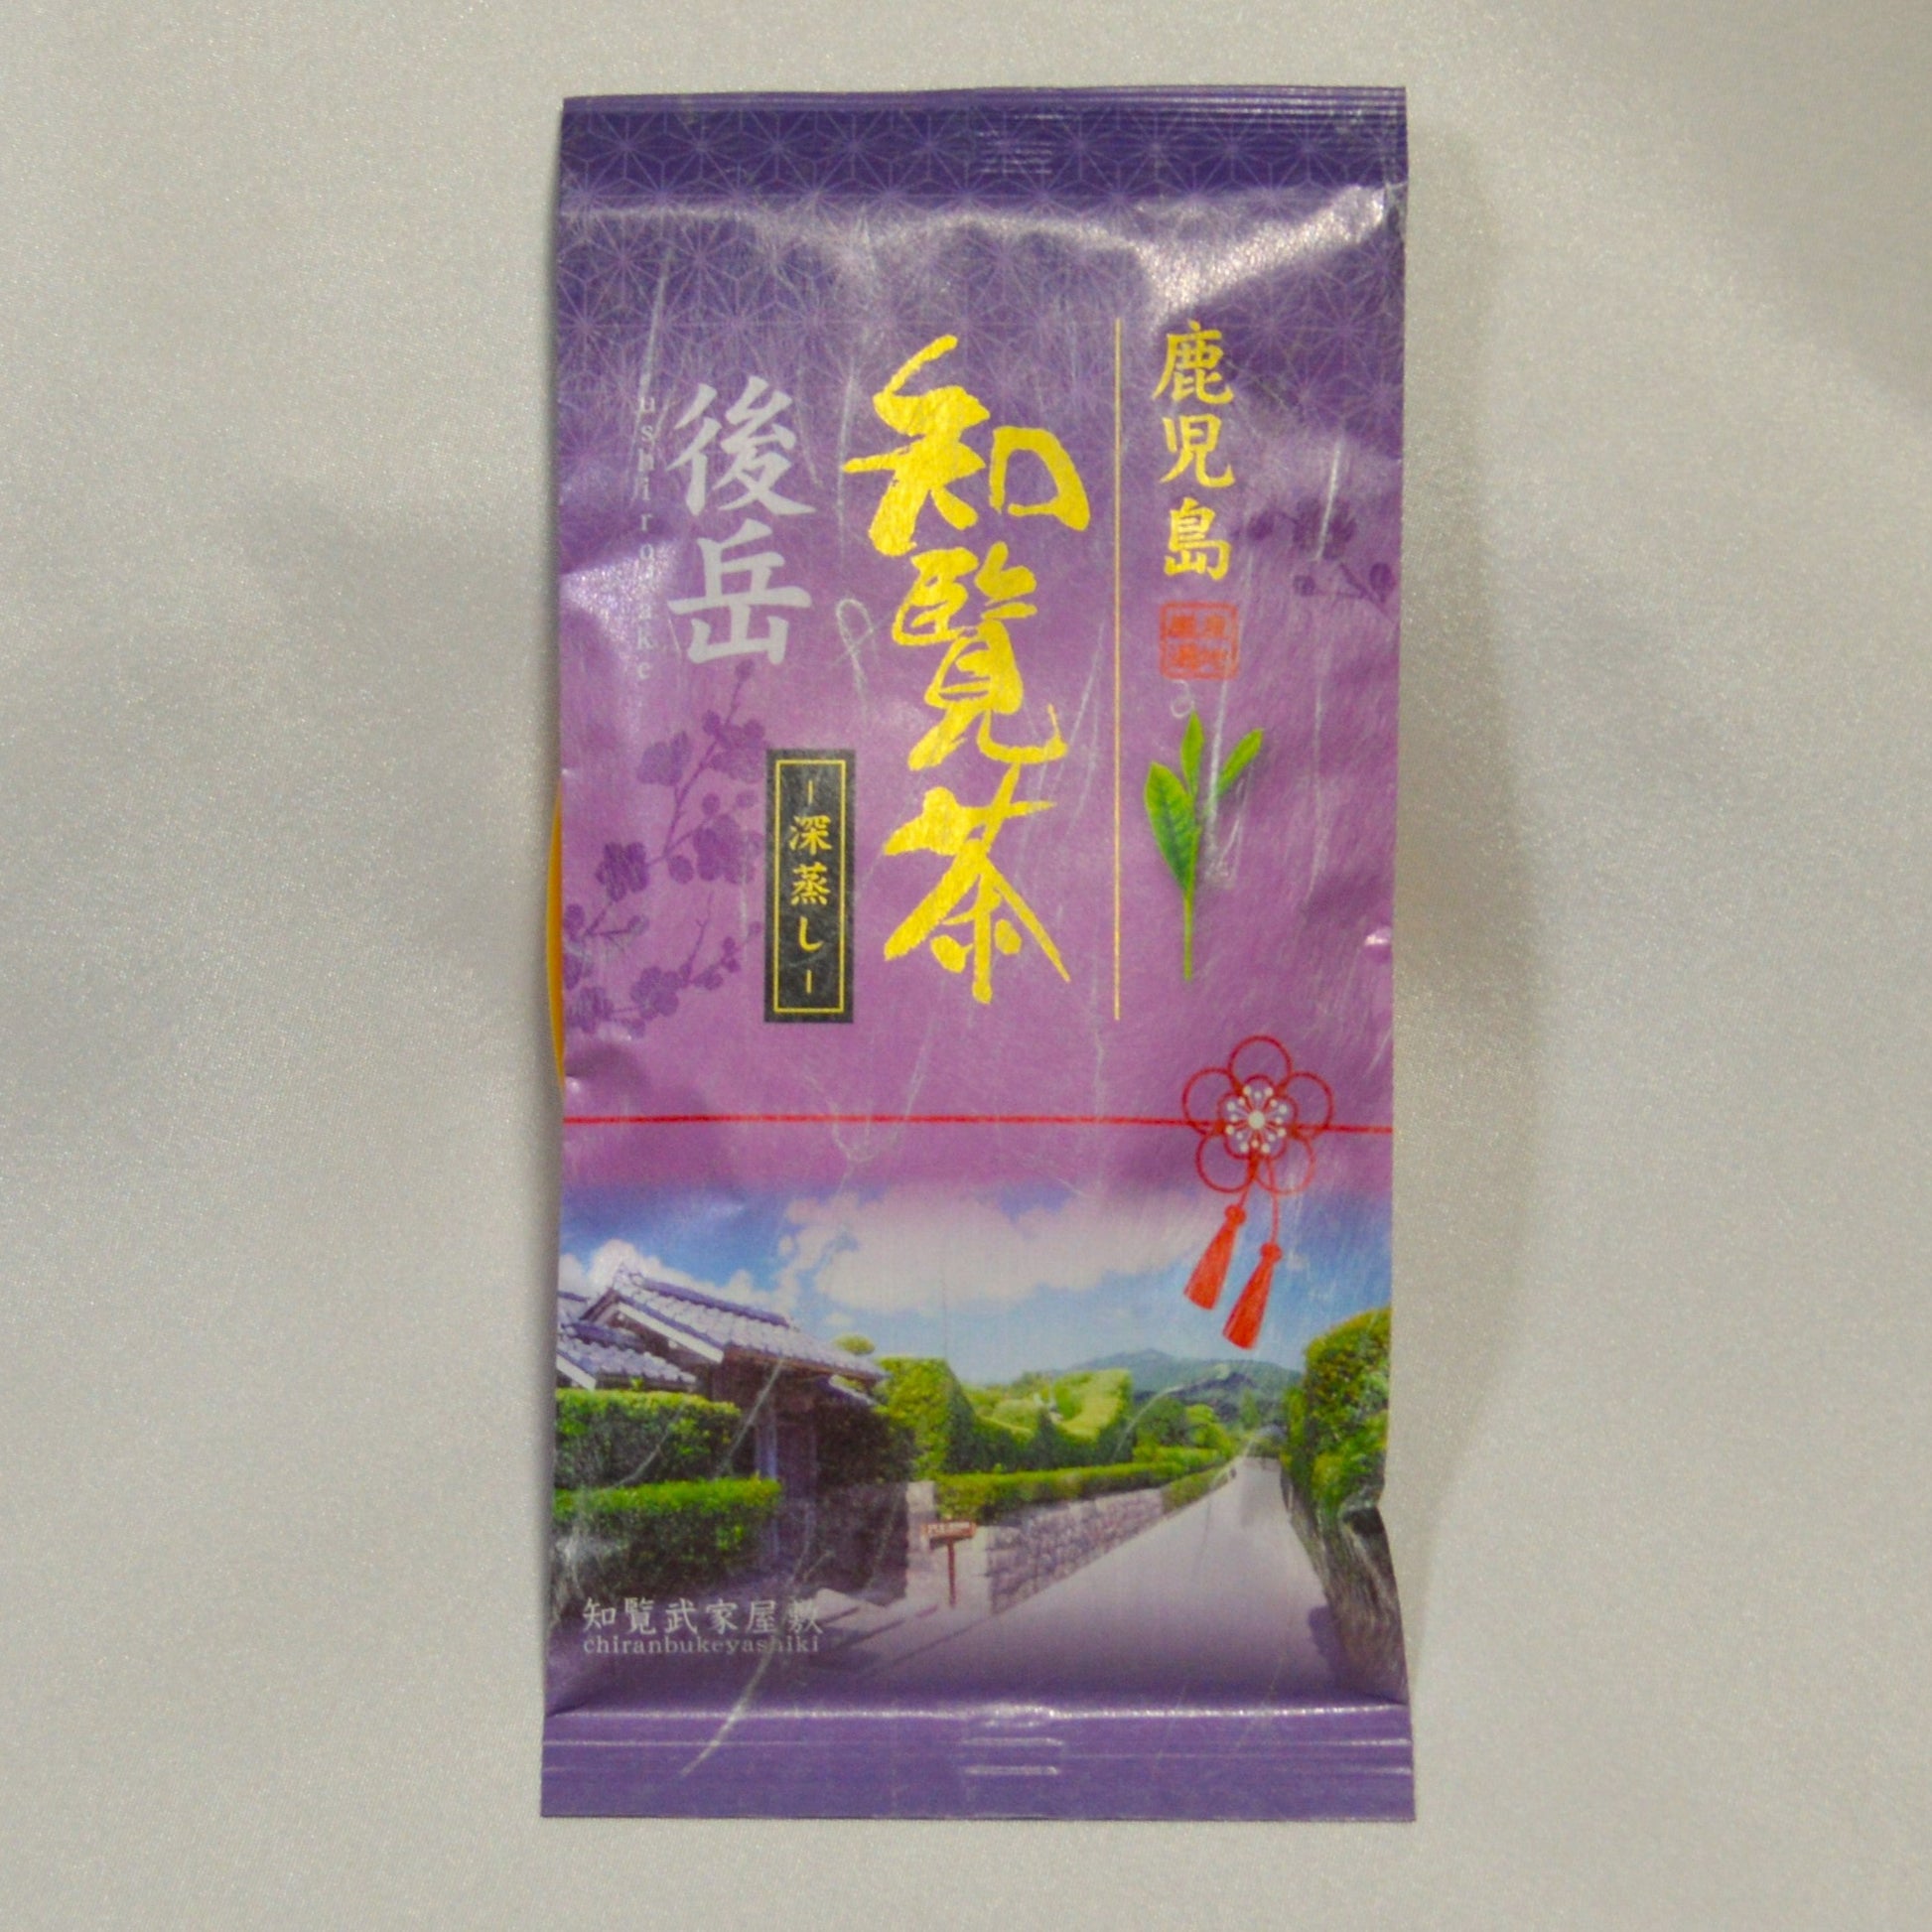 鹿児島
知覧茶
深蒸し
後岳
Ushirodake
知覧武家屋敷
chiranbukeyashiki